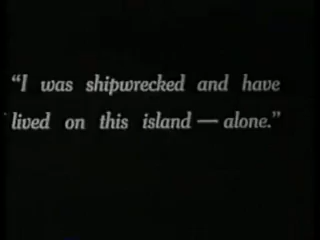 “I was shipwrecked and have
lived on this island — alone.”